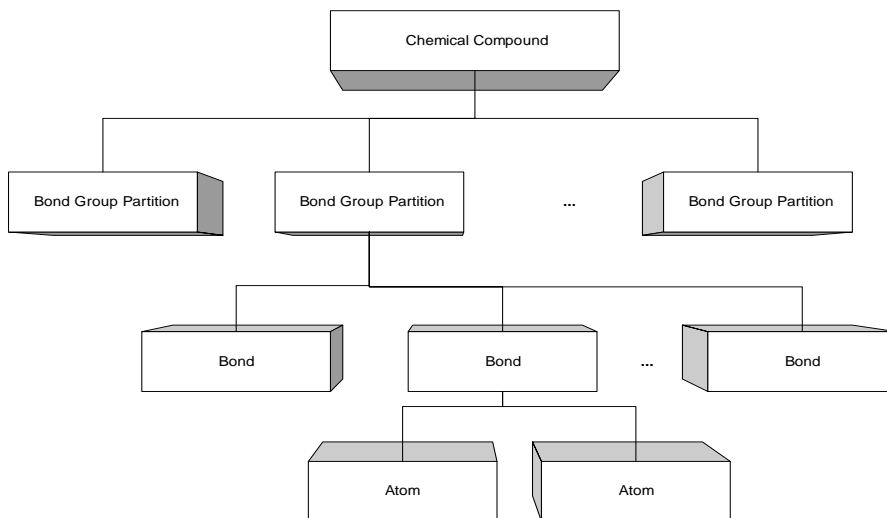 Chemical Compound
Bond Group Partition
Bond Group Partition
...
Bond Group Partition
Bond
Bond
...
Bond
Atom
Atom